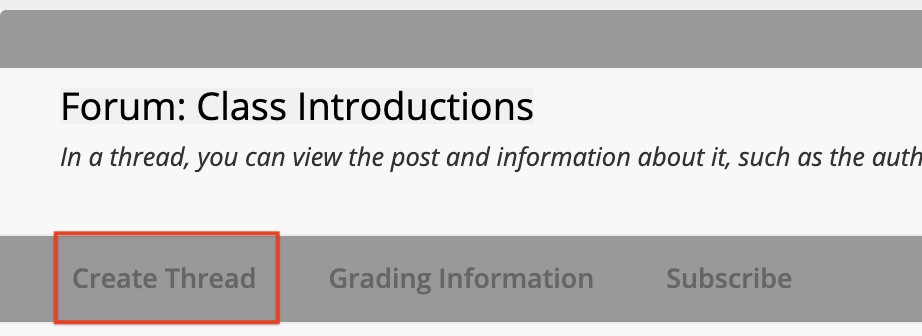 Forum: Class Introductions
In a thread, you can view the post and information about it, such as the auth
Create Thread Grading Information Subscribe